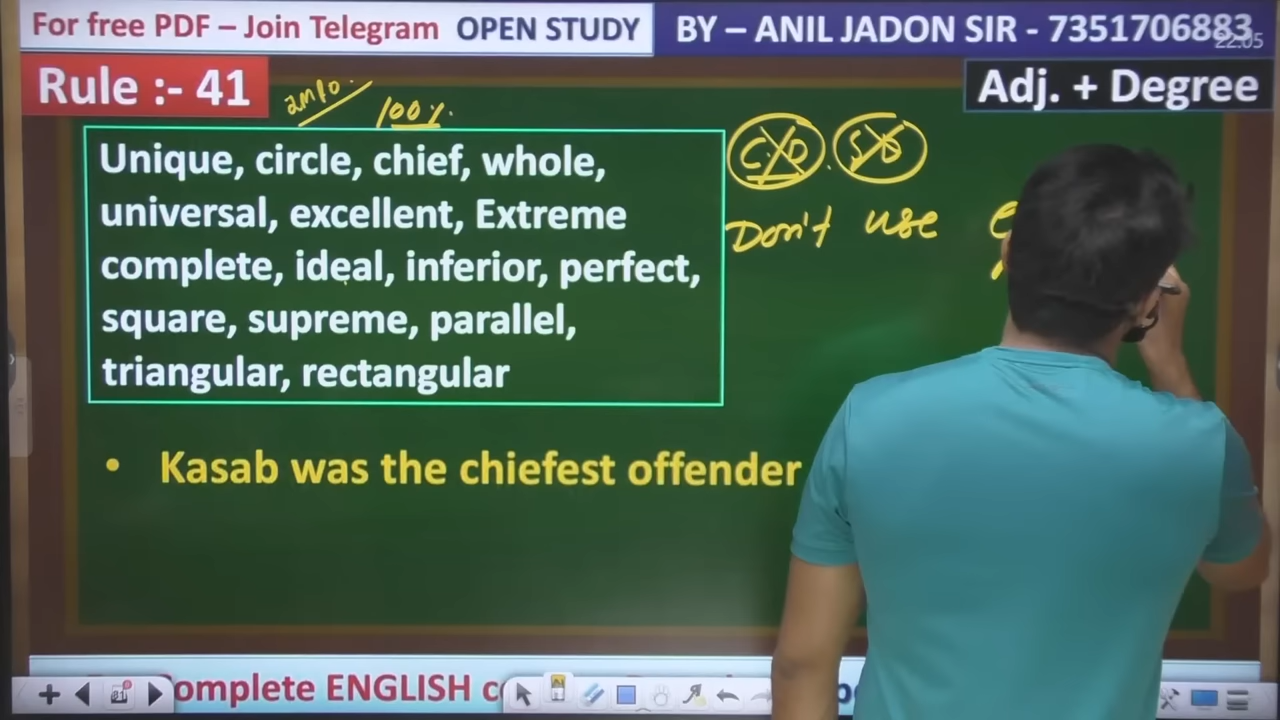 For free PDF – Join Telegram OPEN STUDY BY – ANIL JADON SIR - 7351706883
22:05
Rule :- 41
Adj. + Degree
100%
Unique, circle, chief, whole,
universal, excellent, Extreme
complete, ideal, inferior, perfect,
square, supreme, parallel,
triangular, rectangular
C.D S.D
Don't use
• Kasab was the chiefest offender
omplete ENGLISH c